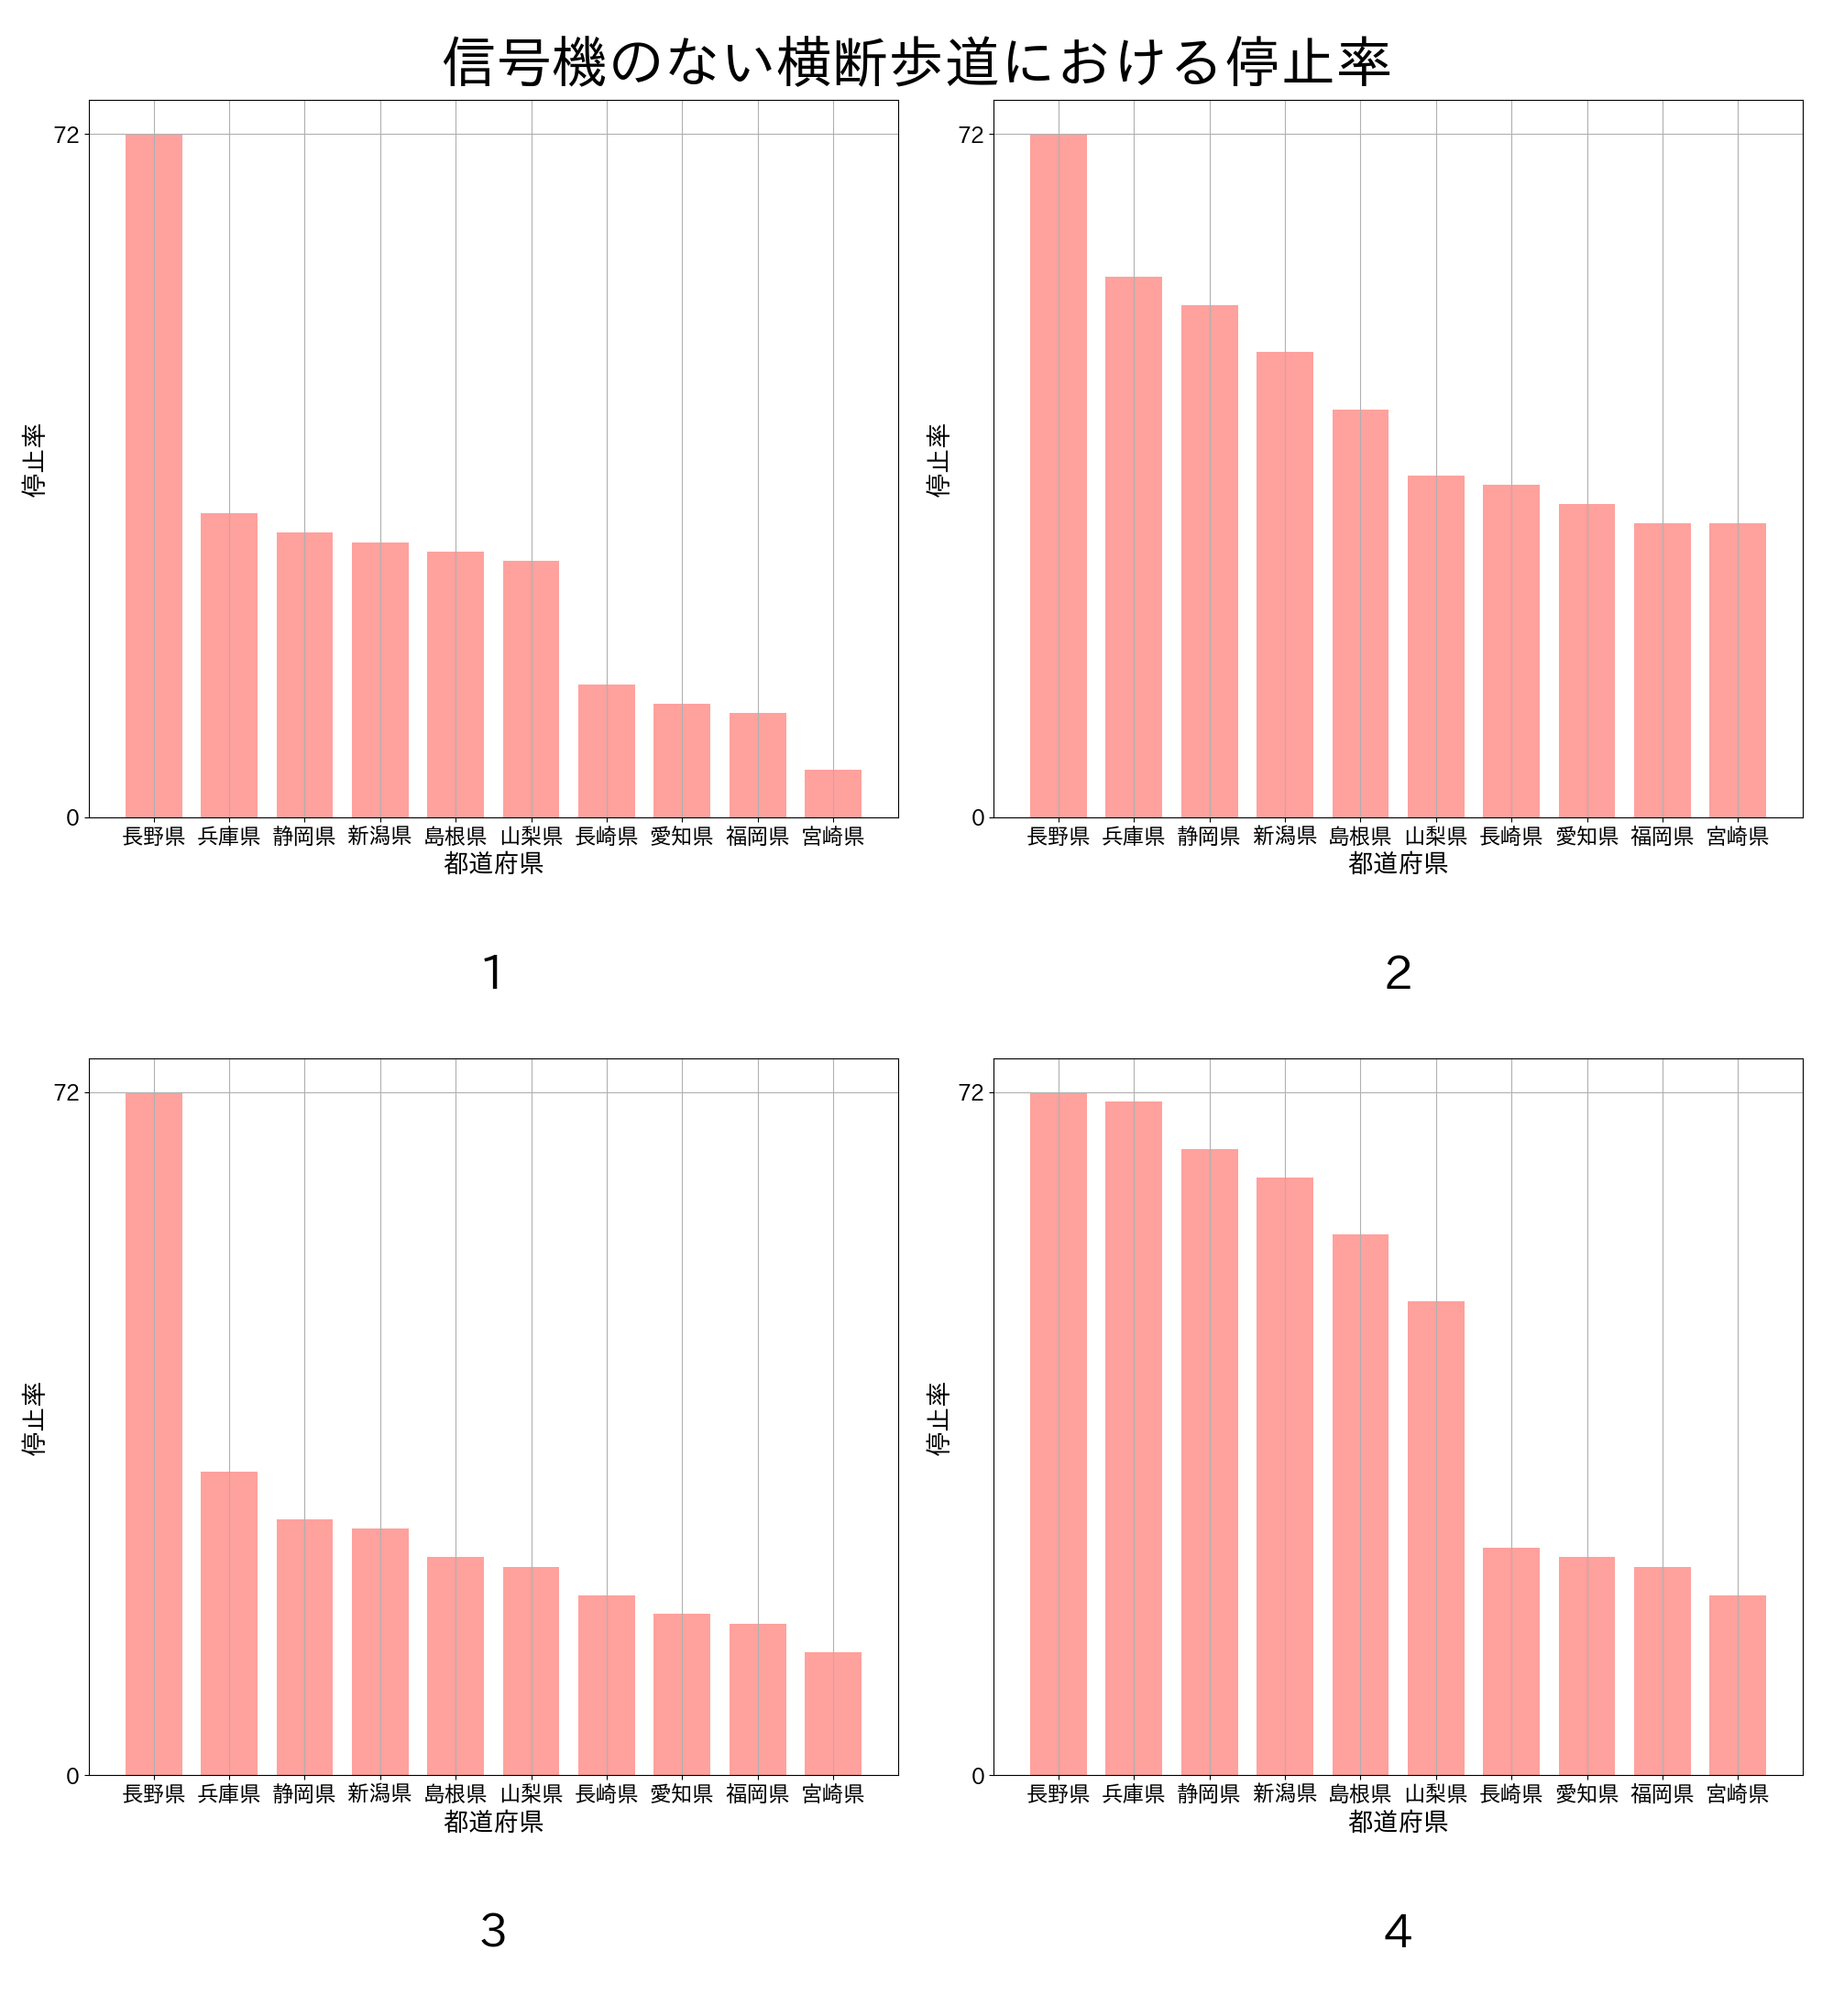 信号機のない横断歩道における停止率
72
停止率
0
長野県 兵庫県 静岡県 新潟県 島根県 山梨県 長崎県 愛知県 福岡県 宮崎県
都道府県
1
72
停止率
0
長野県 兵庫県 静岡県 新潟県 島根県 山梨県 長崎県 愛知県 福岡県 宮崎県
都道府県
2
72
停止率
0
長野県 兵庫県 静岡県 新潟県 島根県 山梨県 長崎県 愛知県 福岡県 宮崎県
都道府県
3
72
停止率
0
長野県 兵庫県 静岡県 新潟県 島根県 山梨県 長崎県 愛知県 福岡県 宮崎県
都道府県
4